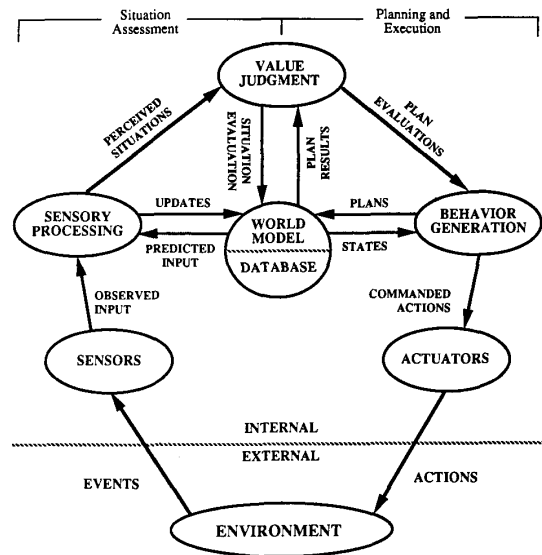 Situation
Assessment
Planning and
Execution
VALUE
JUDGMENT
PERCEIVED
SITUATIONS
SITUATION
EVALUATION
PLAN
RESULTS
PLAN
EVALUATIONS
SENSORY
PROCESSING
UPDATES
PREDICTED
INPUT
WORLD
MODEL
DATABASE
PLANS
STATES
BEHAVIOR
GENERATION
OBSERVED
INPUT
COMMANDED
ACTIONS
SENSORS
ACTUATORS
INTERNAL
EXTERNAL
EVENTS
ACTIONS
ENVIRONMENT